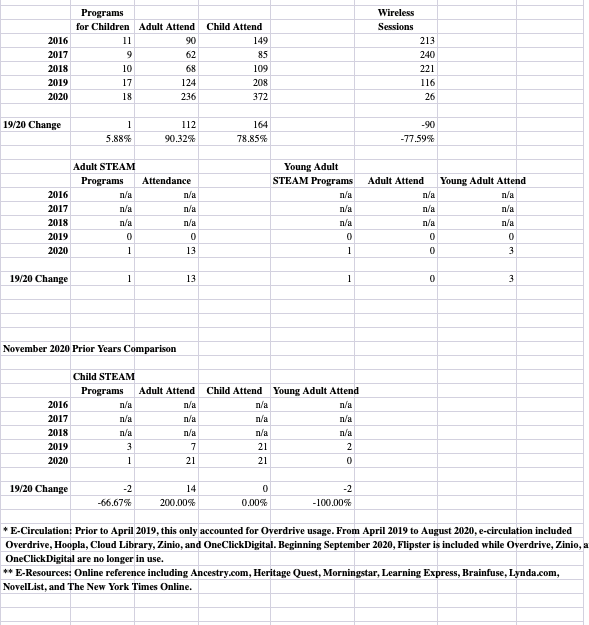 Programs Wireless
for Children Adult Attend Child Attend Sessions
2016 11 90 149 213
2017 9 62 85 240
2018 10 68 109 221
2019 17 124 208 116
2020 18 236 372 26
19/20 Change 1 112 164 -90
5.88% 90.32% 78.85% -77.59%
Adult STEAM Young Adult
Programs Attendance STEAM Programs Adult Attend Young Adult Attend
2016 n/a n/a n/a n/a n/a
2017 n/a n/a n/a n/a n/a
2018 n/a n/a n/a n/a n/a
2019 0 0 0 0 0
2020 1 13 1 0 3
19/20 Change 1 13 1 0 3
November 2020 Prior Years Comparison
Child STEAM
Programs Adult Attend Child Attend Young Adult Attend
2016 n/a n/a n/a n/a
2017 n/a n/a n/a n/a
2018 n/a n/a n/a n/a
2019 3 7 21 2
2020 1 21 21 0
19/20 Change -2 14 0 -2
-66.67% 200.00% 0.00% -100.00%
* E-Circulation: Prior to April 2019, this only accounted for Overdrive usage. From April 2019 to August 2020, e-circulation included
Overdrive, Hoopla, Cloud Library, Zinio, and OneClickDigital. Beginning September 2020, Flipster is included while Overdrive, Zinio, a
OneClickDigital are no longer in use.
** E-Resources: Online reference including Ancestry.com, Heritage Quest, Morningstar, Learning Express, Brainfuse, Lynda.com,
NovelList, and The New York Times Online.